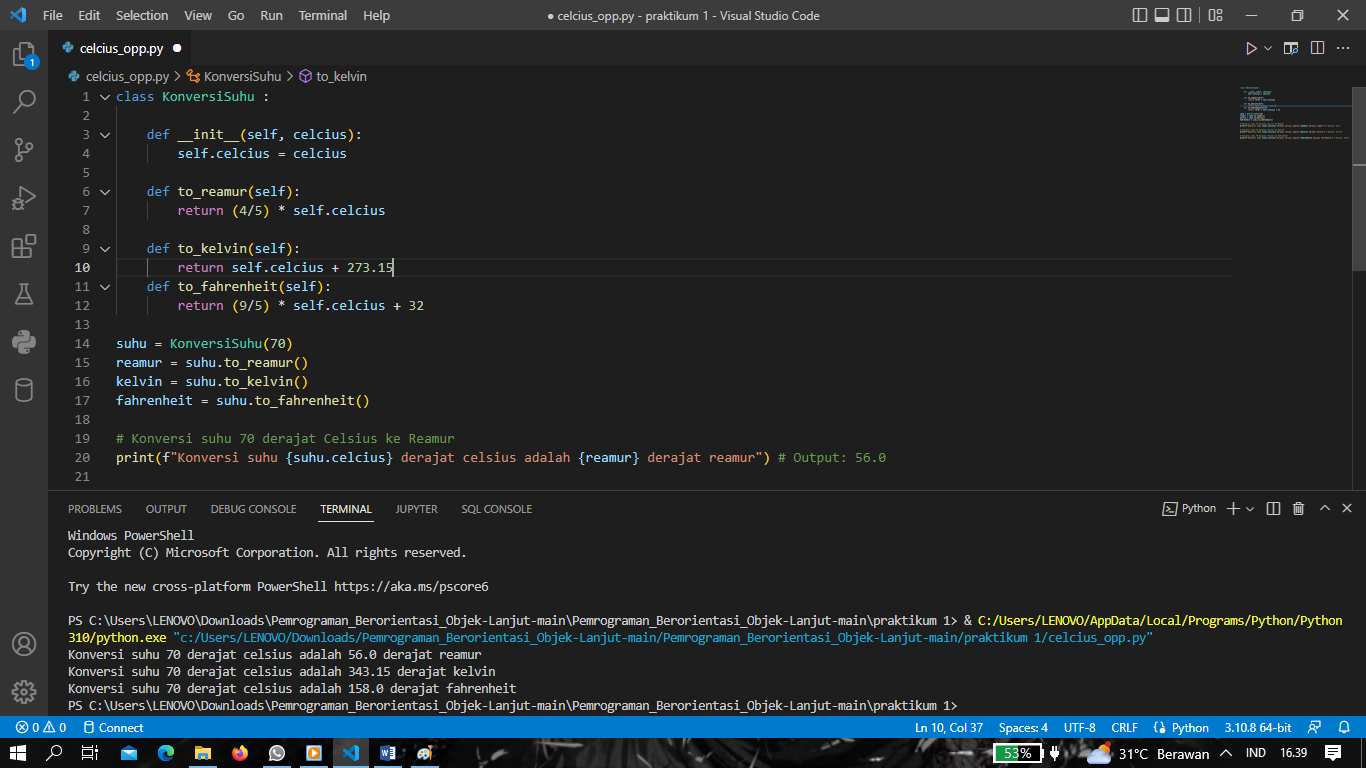 File Edit Selection View Go Run Terminal Help
● celcius_opp.py - praktikum 1 - Visual Studio Code
celcius_opp.py ●
celcius_opp.py > KonversiSuhu > to_kelvin
1 class KonversiSuhu :
2
3 def __init__(self, celcius):
4 self.celcius = celcius
5
6 def to_reamur(self):
7 return (4/5) * self.celcius
8
9 def to_kelvin(self):
10 return self.celcius + 273.15
11 def to_fahrenheit(self):
12 return (9/5) * self.celcius + 32
13
14 suhu = KonversiSuhu(70)
15 reamur = suhu.to_reamur()
16 kelvin = suhu.to_kelvin()
17 fahrenheit = suhu.to_fahrenheit()
18
19 # Konversi suhu 70 derajat Celsius ke Reamur
20 print(f"Konversi suhu {suhu.celcius} derajat celsius adalah {reamur} derajat reamur") # Output: 56.0
21
1
PROBLEMS OUTPUT DEBUG CONSOLE TERMINAL JUPYTER SQL CONSOLE
Python
Windows PowerShell
Copyright (C) Microsoft Corporation. All rights reserved.
Try the new cross-platform PowerShell https://aka.ms/pscore6
PS C:\Users\LENOVO\Downloads\Pemrograman_Berorientasi_Objek-Lanjut-main\Pemrograman_Berorientasi_Objek-Lanjut-main\praktikum 1> & C:/Users/LENOVO/AppData/Local/Programs/Python/Python
310/python.exe "c:/Users/LENOVO/Downloads/Pemrograman_Berorientasi_Objek-Lanjut-main/Pemrograman_Berorientasi_Objek-Lanjut-main/praktikum 1/celcius_opp.py"
Konversi suhu 70 derajat celsius adalah 56.0 derajat reamur
Konversi suhu 70 derajat celsius adalah 343.15 derajat kelvin
Konversi suhu 70 derajat celsius adalah 158.0 derajat fahrenheit
PS C:\Users\LENOVO\Downloads\Pemrograman_Berorientasi_Objek-Lanjut-main\Pemrograman_Berorientasi_Objek-Lanjut-main\praktikum 1>
0 0 Connect
Ln 10, Col 37 Spaces: 4 UTF-8 CRLF Python 3.10.8 64-bit
53% 31°C Berawan IND 16.39